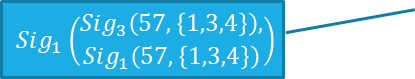 Sig₁ (Sig₃(57, {1,3,4}),
Sig₁(57, {1,3,4}))